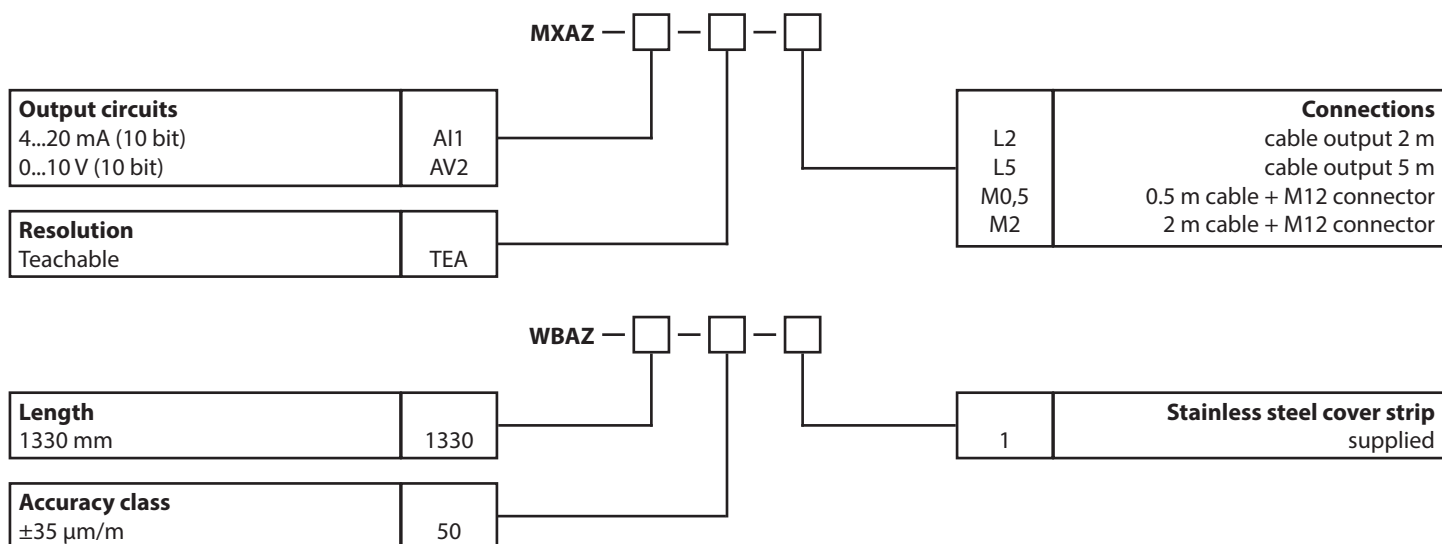 MXAZ — — —
Output circuits
4...20 mA (10 bit) AI1
0...10 V (10 bit) AV2
Resolution
Teachable TEA
Connections
L2 cable output 2 m
L5 cable output 5 m
M0,5 0.5 m cable + M12 connector
M2 2 m cable + M12 connector
WBAZ — — —
Length
1330 mm 1330
Accuracy class
±35 µm/m 50
Stainless steel cover strip
1 supplied